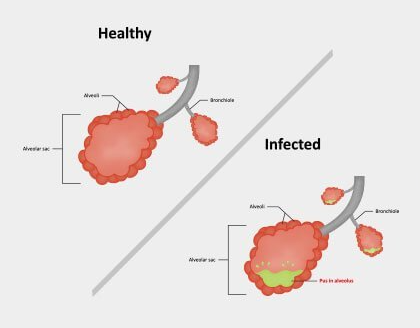 Healthy
Alveoli
Bronchiole
Alveolar sac
Infected
Alveoli
Bronchiole
Alveolar sac
Pus in alveolus